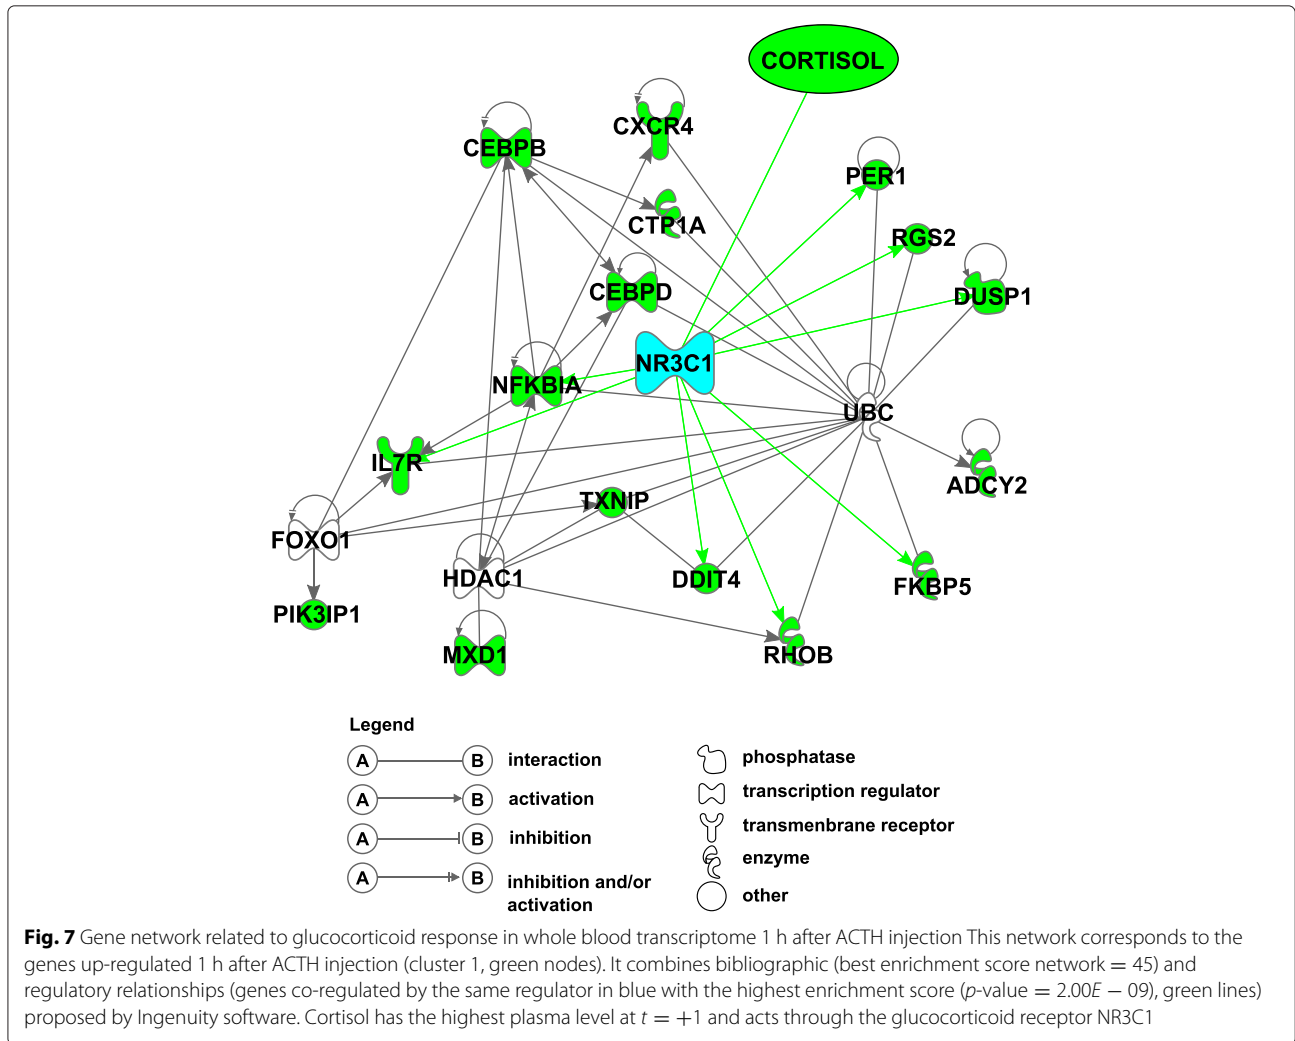 CORTISOL
CXCR4
CEBPB
PER1
CTP1A
RGS2
CEBPD
DUSP1
NR3C1
NFKBIA
UBC
IL7R
ADCY2
TXNIP
FOXO1
HDAC1
DDIT4
FKBP5
PIK3IP1
MXD1
RHOB
Legend
A B interaction
A B activation
A B inhibition
A B inhibition and/or
activation
phosphatase
transcription regulator
transmenbrane receptor
enzyme
other
Fig. 7 Gene network related to glucocorticoid response in whole blood transcriptome 1 h after ACTH injection This network corresponds to the
genes up-regulated 1 h after ACTH injection (cluster 1, green nodes). It combines bibliographic (best enrichment score network = 45) and
regulatory relationships (genes co-regulated by the same regulator in blue with the highest enrichment score (p-value = 2.00E − 09), green lines)
proposed by Ingenuity software. Cortisol has the highest plasma level at t = +1 and acts through the glucocorticoid receptor NR3C1